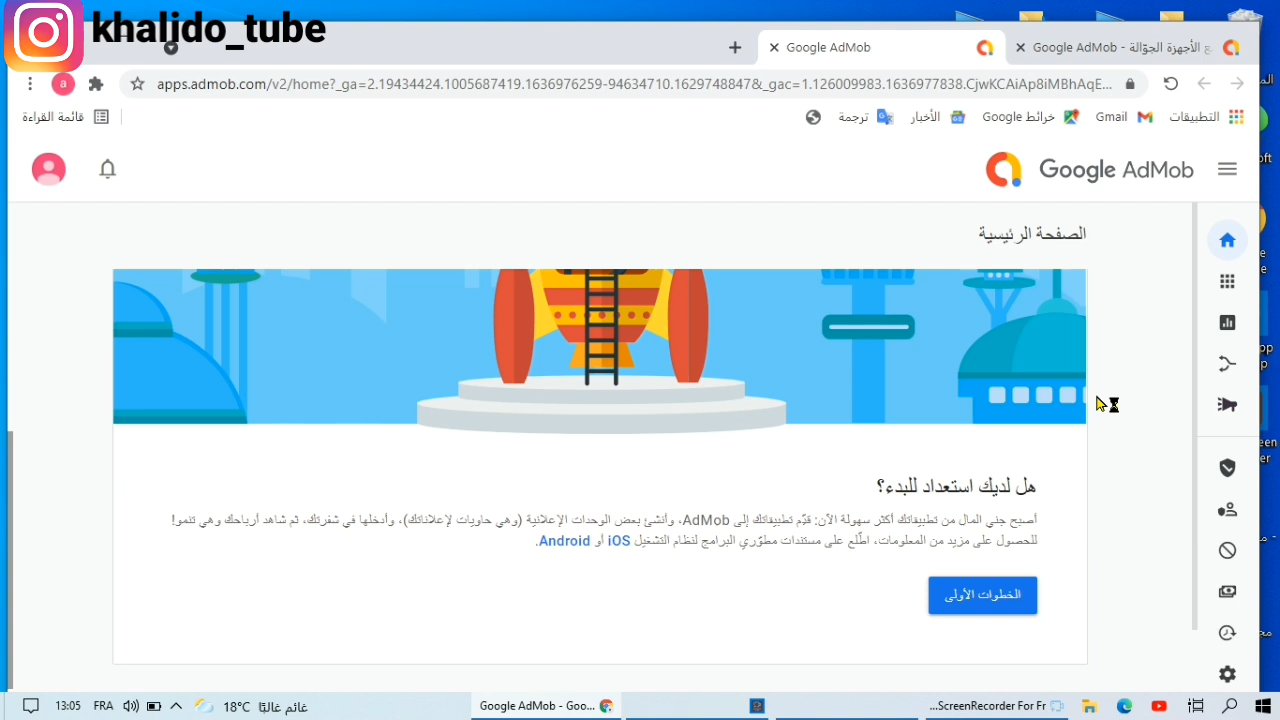 khalido_tube
Google AdMob
Google AdMob - ع الأجهزة الجوّالة
apps.admob.com/v2/home?_ga=2.19434424.1005687419.1636976259-94634710.1629748847&_gac=1.126009983.1636977838.CjwKCAiAp8iMBhAqE...
التطبيقات
Gmail
خرائط Google
الأخبار
ترجمة
قائمة القراءة
Google AdMob
الصفحة الرئيسية
هل لديك استعداد للبدء؟
أصبح جني المال من تطبيقاتك أكثر سهولة الآن: قدّم تطبيقاتك إلى AdMob، وأنشئ بعض الوحدات الإعلانية (وهي حاويات لإعلاناتك)، وأدخلها في شفرتك، ثم شاهد أرباحك وهي تنمو!
للحصول على مزيد من المعلومات، اطّلع على مستندات مطوّري البرامج لنظام التشغيل iOS أو Android.
الخطوات الأولى
13:05
FRA
18°C غائم غالبًا
Google AdMob - Goo...
...ScreenRecorder For Fr